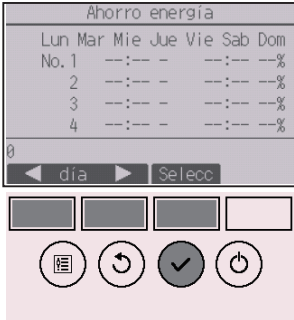 Ahorro energía
Lun Mar Mie Jue Vie Sab Dom
No. 1 --:-- - --:-- --%
2 --:-- - --:-- --%
3 --:-- - --:-- --%
4 --:-- - --:-- --%
0
◀ día ▶ Selecc